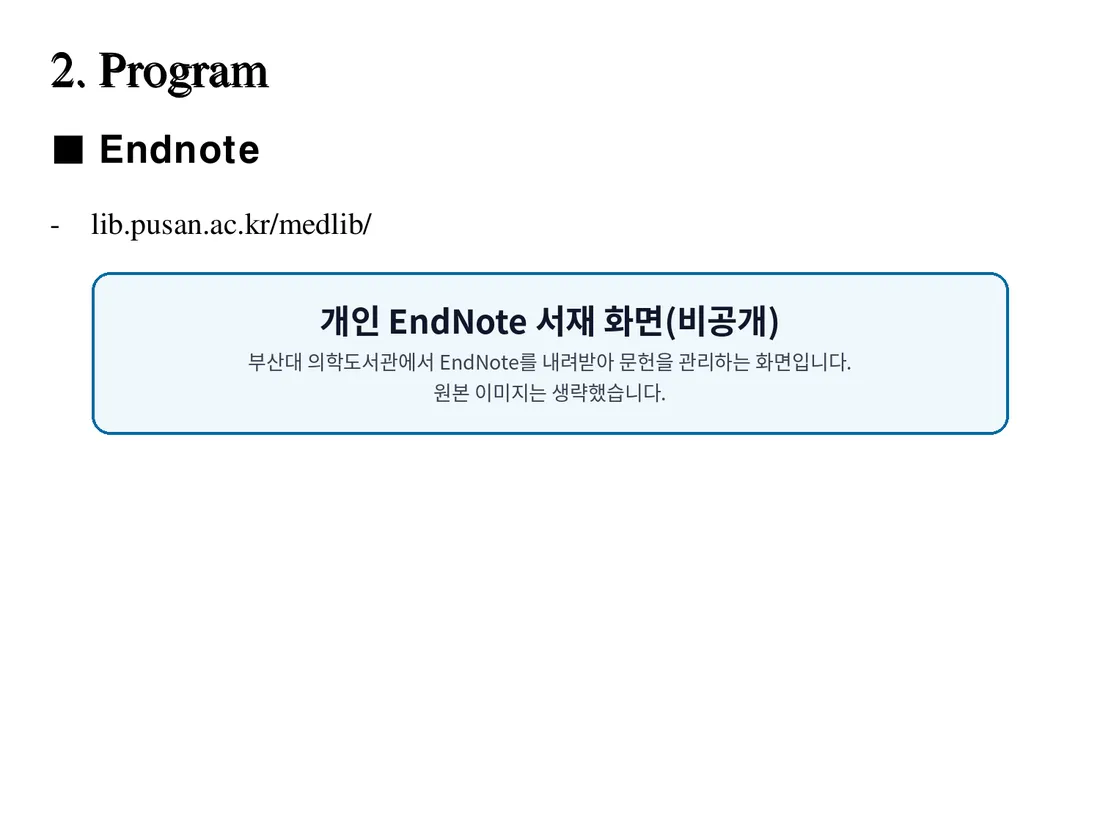 2. Program
■ Endnote
- lib.pusan.ac.kr/medlib/
개인 EndNote 서재 화면(비공개)
부산대 의학도서관에서 EndNote를 내려받아 문헌을 관리하는 화면입니다.
원본 이미지는 생략했습니다.